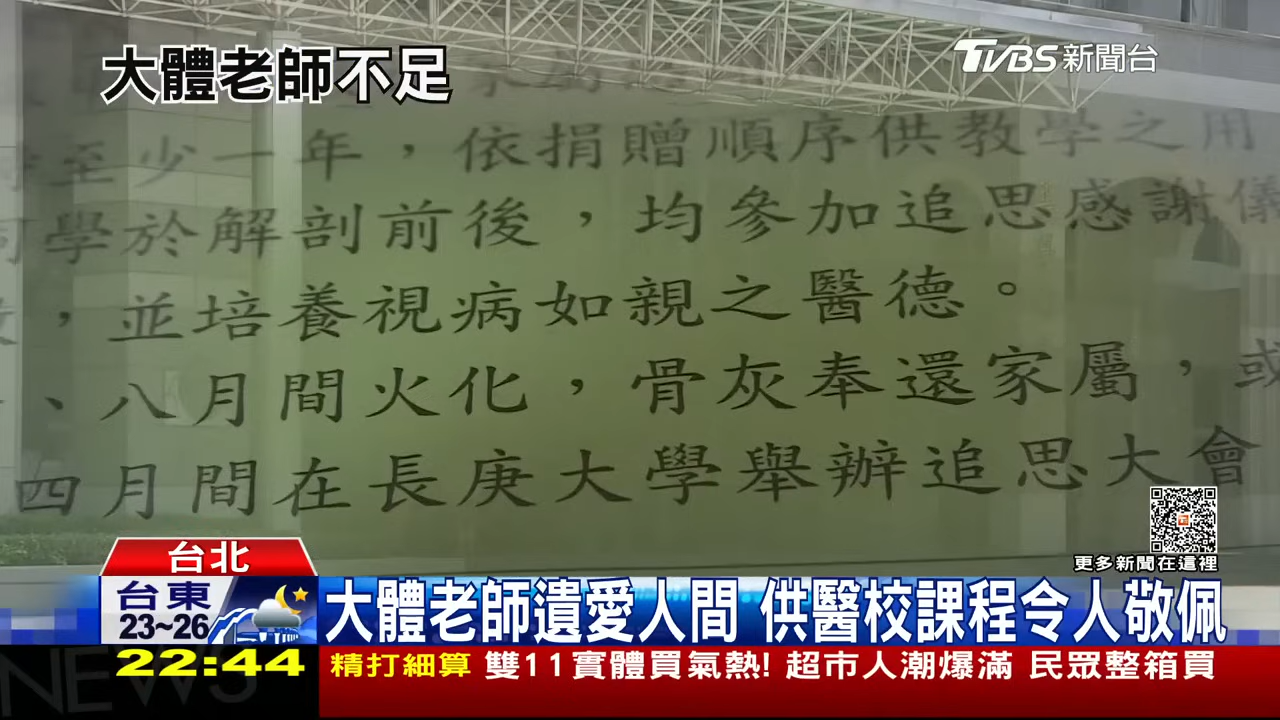 大體老師不足
TVBS新聞台
至少一年，依捐贈順序供教學之用
同學於解剖前後，均參加追思感謝儀
，並培養視病如親之醫德。
、八月間火化，骨灰奉還家屬，或
四月間在長庚大學舉辦追思大會
更多新聞在這裡
台北
台東
23~26
大體老師遺愛人間 供醫校課程令人敬佩
22:44
NEWS
精打細算 雙11實體買氣熱! 超市人潮爆滿 民眾整箱買